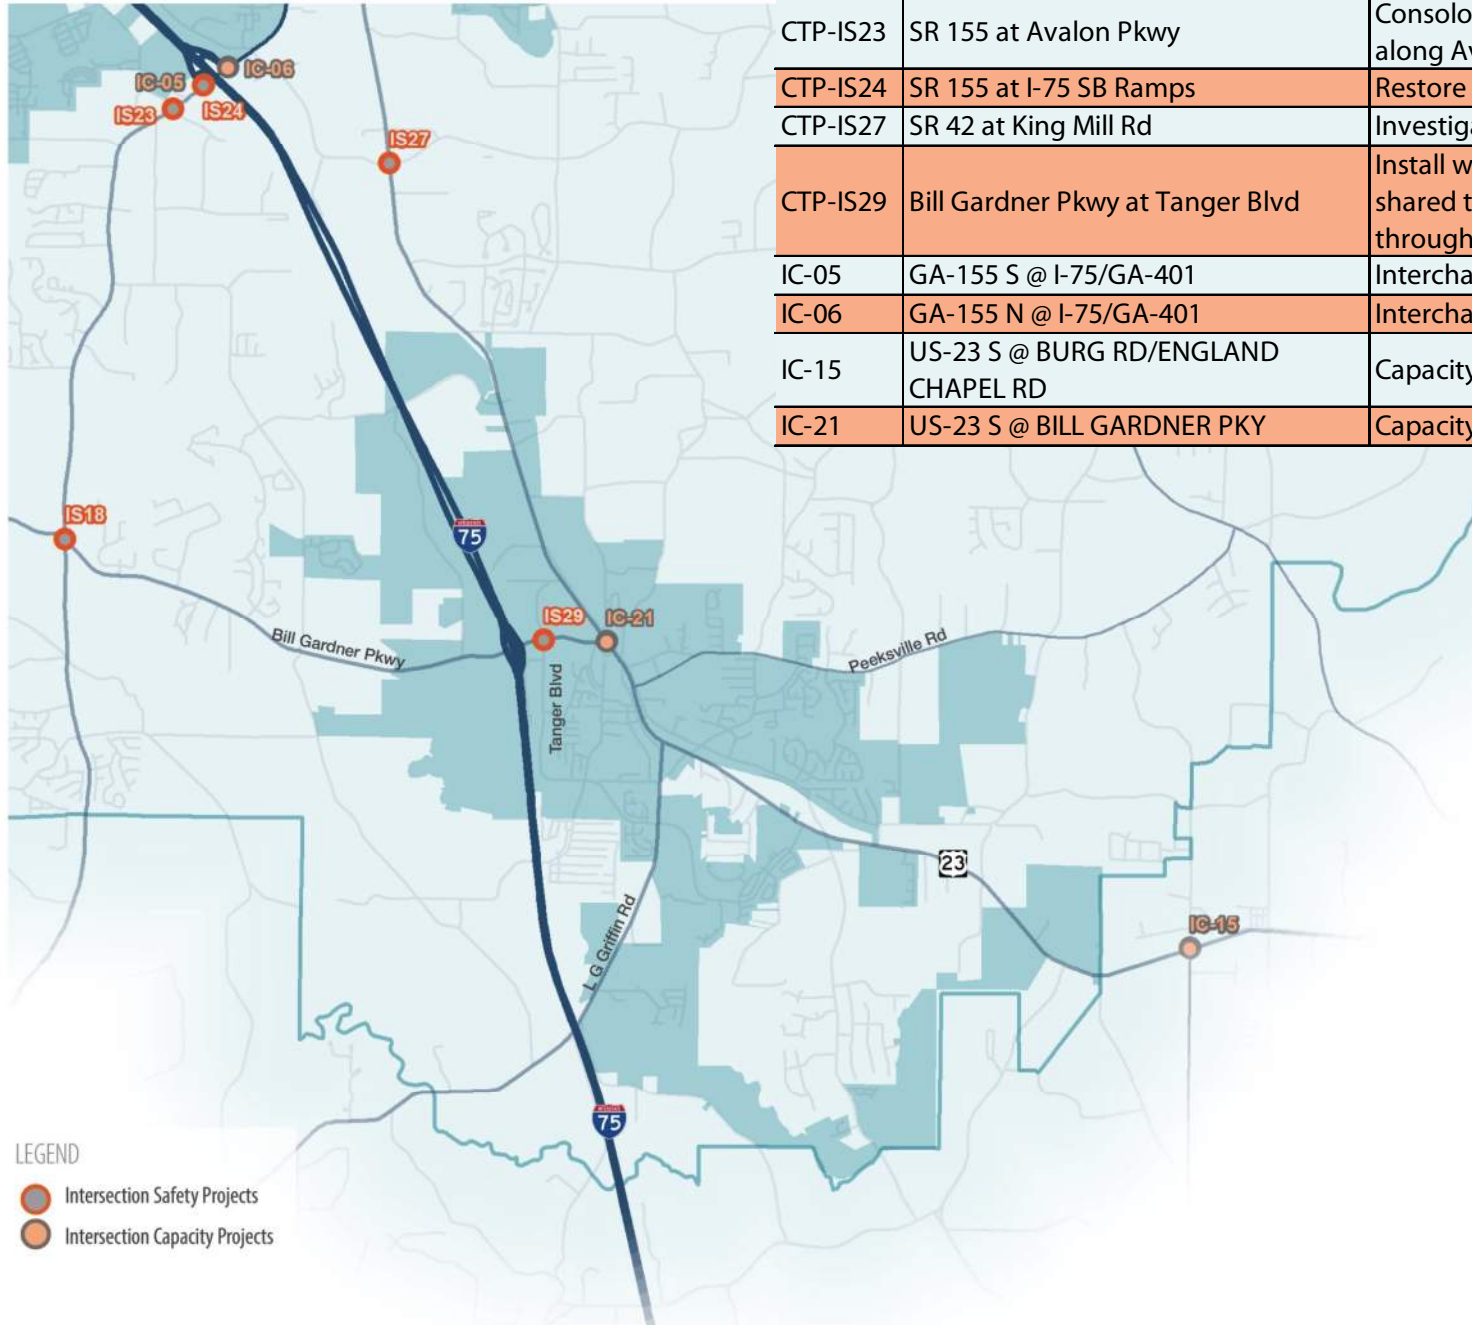 Consolo
CTP-IS23 SR 155 at Avalon Pkwy
along Av
CTP-IS24 SR 155 at I-75 SB Ramps Restore
CTP-IS27 SR 42 at King Mill Rd Investiga
Install w
CTP-IS29 Bill Gardner Pkwy at Tanger Blvd shared t
through
IC-05 GA-155 S @ I-75/GA-401 Intercha
IC-06 GA-155 N @ I-75/GA-401 Intercha
US-23 S @ BURG RD/ENGLAND
IC-15 Capacity
CHAPEL RD
IC-21 US-23 S @ BILL GARDNER PKY Capacity
IC-06
IC-05
IS24
IS23
IS27
IS18
75
IS29
IC-21
Bill Gardner Pkwy
Peeksville Rd
Tanger Blvd
23
L G Griffin Rd
IC-15
75
LEGEND
Intersection Safety Projects
Intersection Capacity Projects